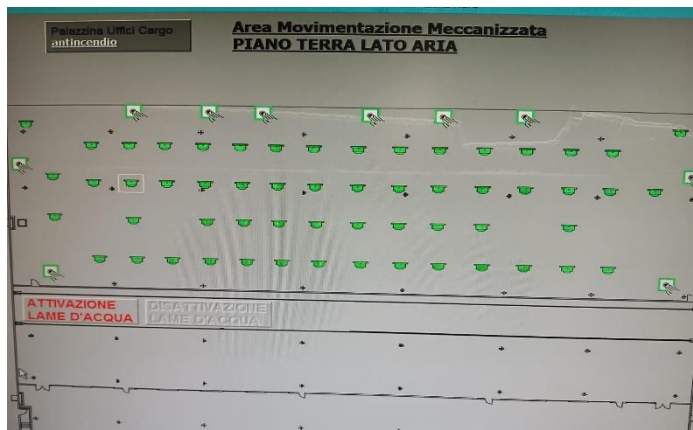 Palazzina Uffici Cargo
antincendio
Area Movimentazione Meccanizzata
PIANO TERRA LATO ARIA
ATTIVAZIONE
LAME D'ACQUA
DISATTIVAZIONE
LAME D'ACQUA